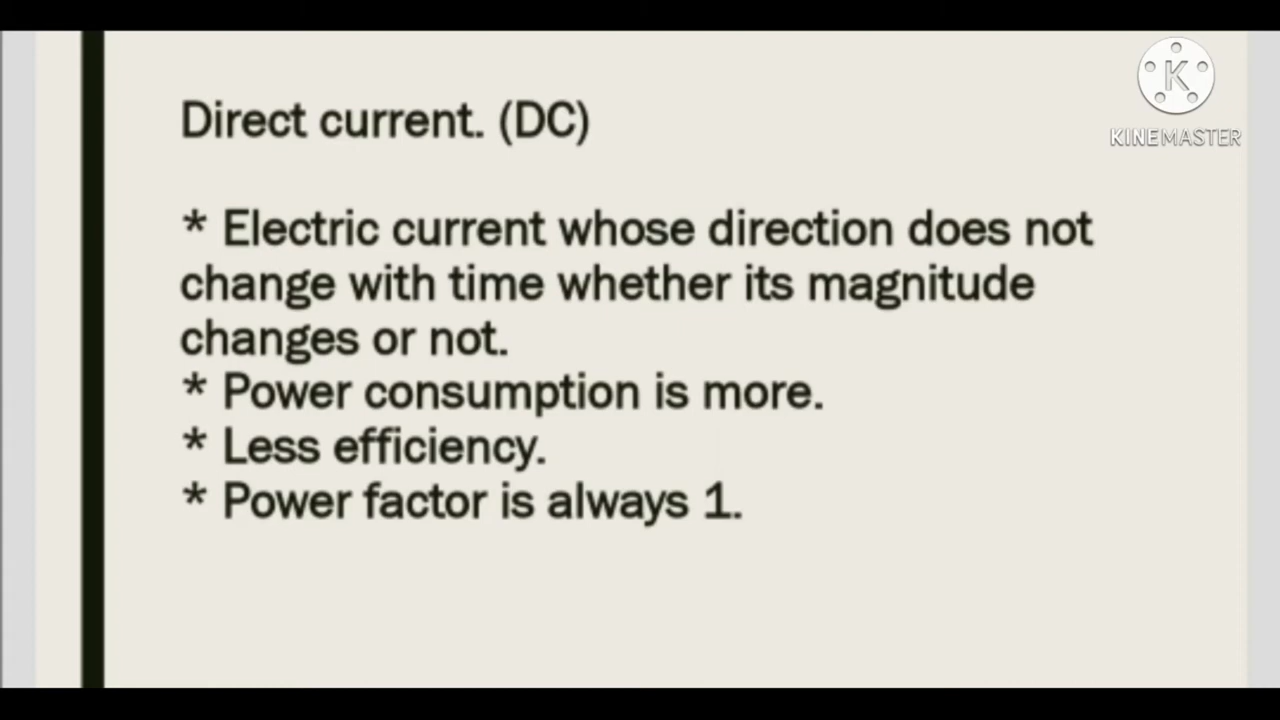 Direct current. (DC)
K
KINEMASTER
* Electric current whose direction does not
change with time whether its magnitude
changes or not.
* Power consumption is more.
* Less efficiency.
* Power factor is always 1.